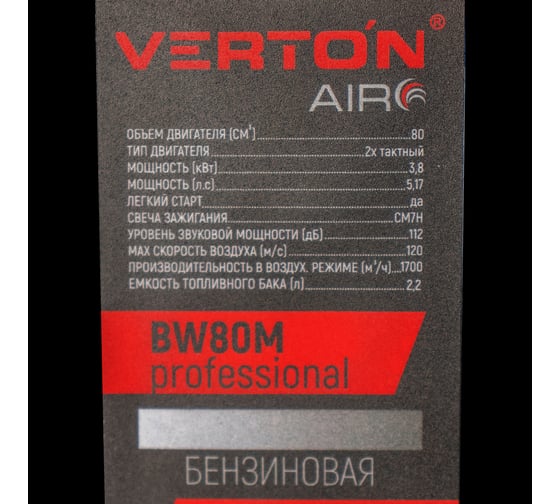 VERTÓN®
AIR
ОБЪЕМ ДВИГАТЕЛЯ (СМ³).....80
ТИП ДВИГАТЕЛЯ.....2х тактный
МОЩНОСТЬ (кВт).....3,8
МОЩНОСТЬ (л.с).....5,17
ЛЕГКИЙ СТАРТ.....да
СВЕЧА ЗАЖИГАНИЯ.....CM7H
УРОВЕНЬ ЗВУКОВОЙ МОЩНОСТИ (дБ).....112
МАХ СКОРОСТЬ ВОЗДУХА (м/с).....120
ПРОИЗВОДИТЕЛЬНОСТЬ В ВОЗДУХ. РЕЖИМЕ (м³/ч)....1700
ЕМКОСТЬ ТОПЛИВНОГО БАКА (л).....2,2
BW80M
professional
БЕНЗИНОВАЯ